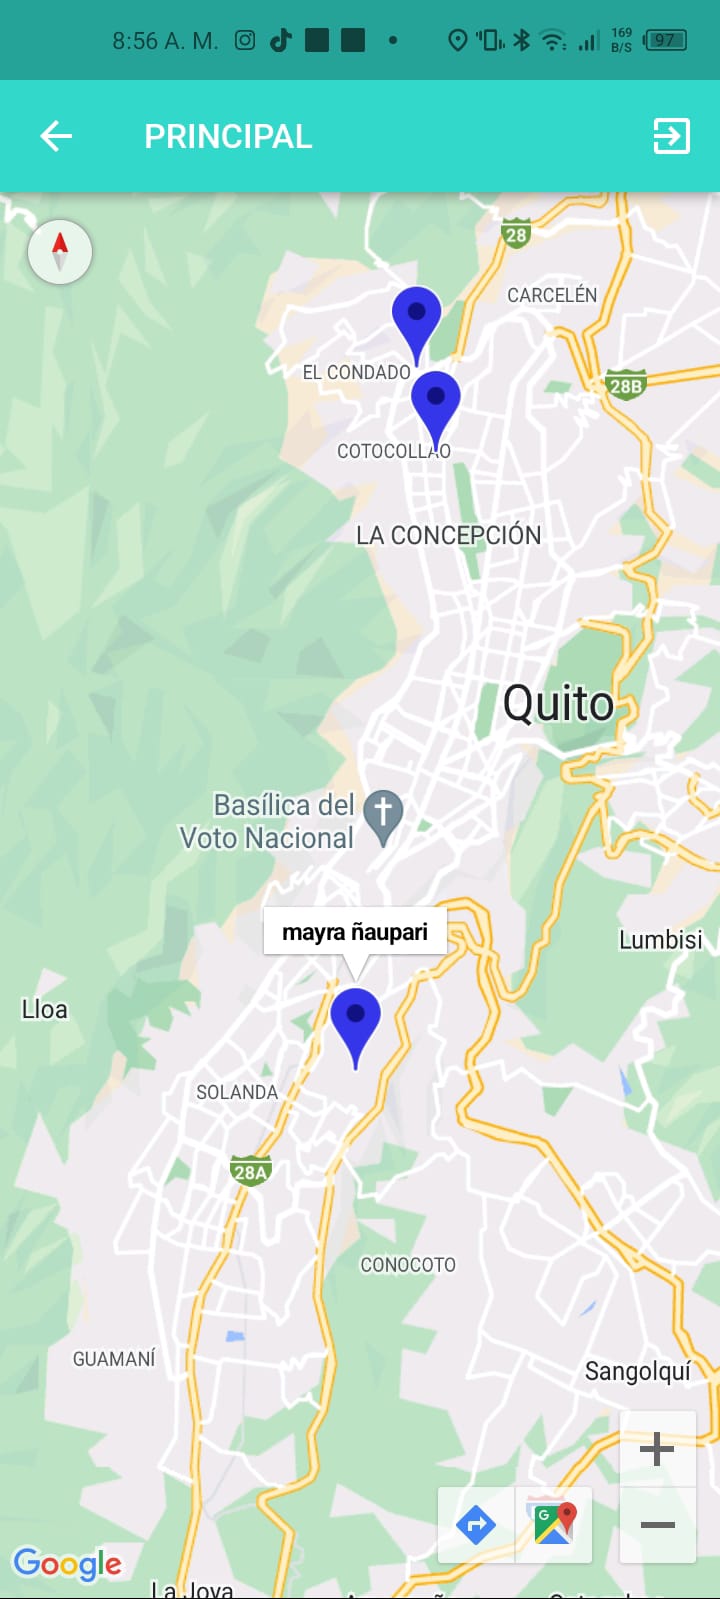 8:56 A. M.
169
B/S
97
PRINCIPAL
28
CARCELÉN
EL CONDADO
28B
COTOCOLLAO
LA CONCEPCIÓN
Quito
Basílica del
Voto Nacional
mayra ñaupari
Lumbisi
Lloa
SOLANDA
28A
CONOCOTO
GUAMANÍ
Sangolquí
G
Google
La Joya